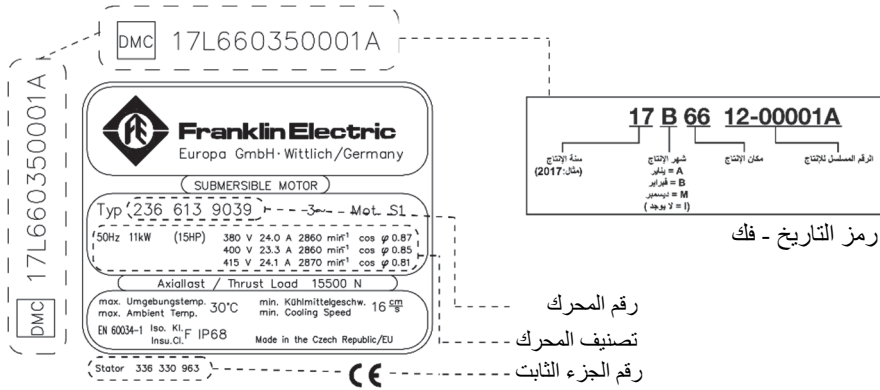 DMC 17L660350001A
DMC 17L660350001A
FE
Franklin Electric
Europa GmbH·Wittlich/Germany
SUBMERSIBLE MOTOR
Typ 236 613 9039 3~ Mot. S1
50Hz 11kW (15HP) 380 V 24.0 A 2860 min⁻¹ cos φ 0.87
400 V 23.3 A 2860 min⁻¹ cos φ 0.85
415 V 24.1 A 2870 min⁻¹ cos φ 0.81
Axiallast / Thrust Load 15500 N
max. Umgebungstemp. 30°C min. Kühlmittelgeschw. 16 cm/s
max. Ambient Temp. min. Cooling Speed
EN 60034-1 Iso. Kl. F IP68 Made in the Czech Republic/EU
Insu.Cl.
Stator 336 330 963
CE
17 B 66 12-00001A
سنة الإنتاج
(مثال:2017)
شهر الإنتاج
A = يناير
B = فبراير
M = ديسمبر
(I = لا يوجد )
مكان الإنتاج
الرقم المسلسل للإنتاج
رمز التاريخ - فك
رقم المحرك
تصنيف المحرك
رقم الجزء الثابت